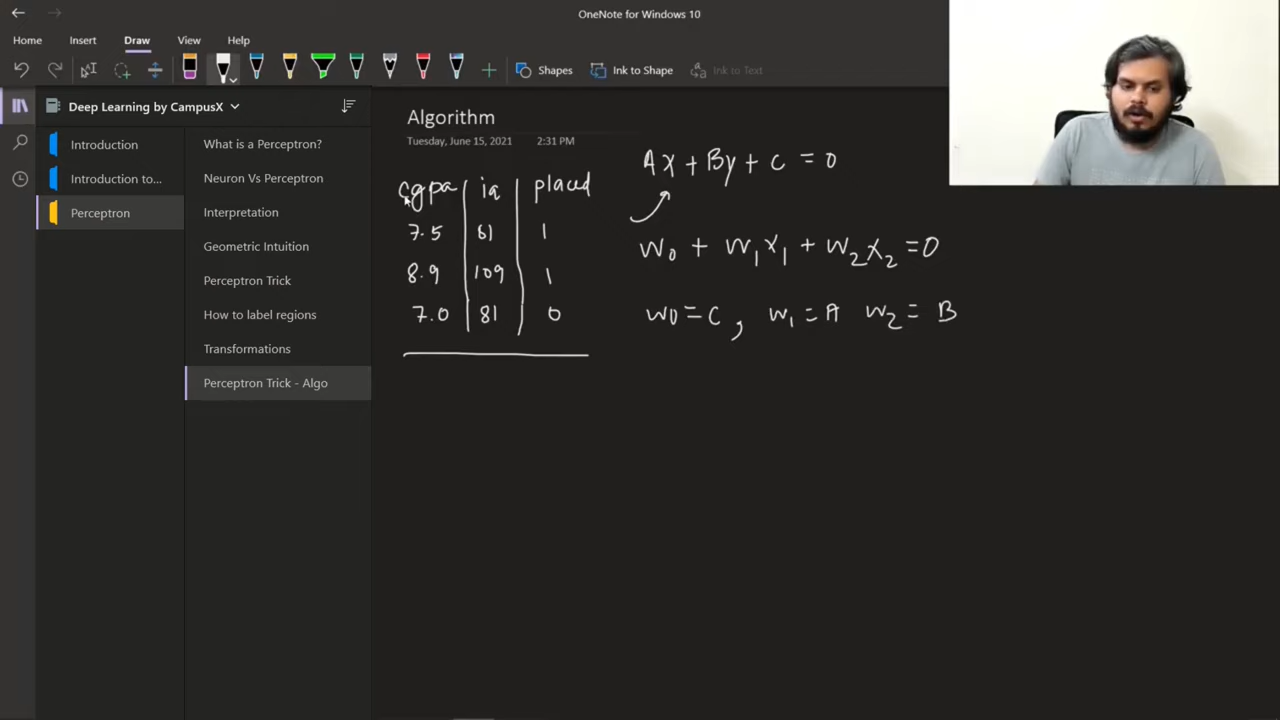 OneNote for Windows 10
Home Insert Draw View Help
Shapes Ink to Shape Ink to Text
Deep Learning by CampusX
Introduction
Introduction to...
Perceptron
What is a Perceptron?
Neuron Vs Perceptron
Interpretation
Geometric Intuition
Perceptron Trick
How to label regions
Transformations
Perceptron Trick - Algo
Algorithm
Tuesday, June 15, 2021 2:31 PM
cgpa iq placed
7.5 61 1
8.9 109 1
7.0 81 0
Ax + By + C = 0
W₀ + W₁X₁ + W₂X₂ = 0
W0 = C, W₁ = A W₂ = B